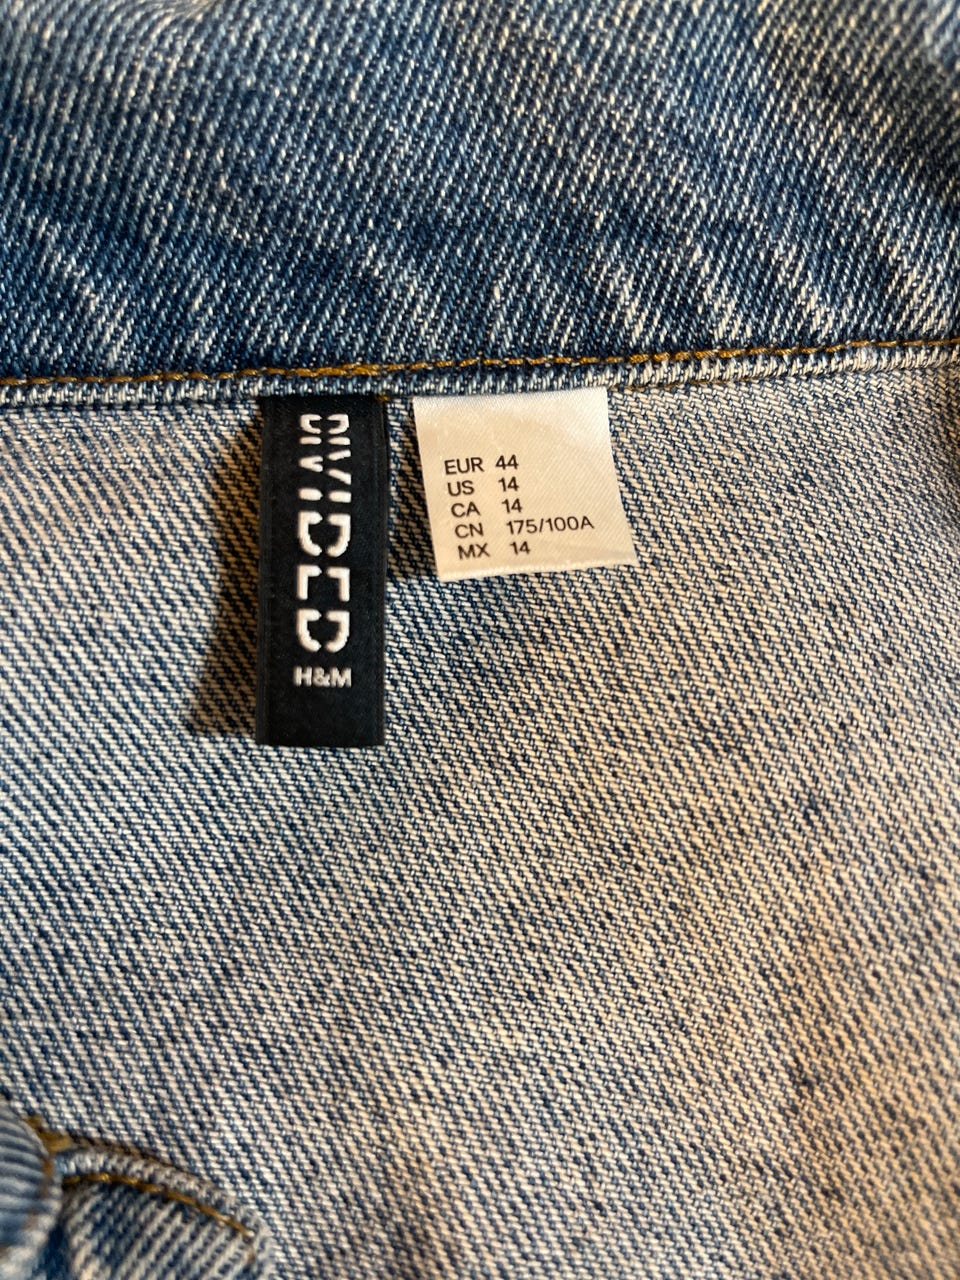 DIVIDED
H&M
EUR 44
US 14
CA 14
CN 175/100A
MX 14